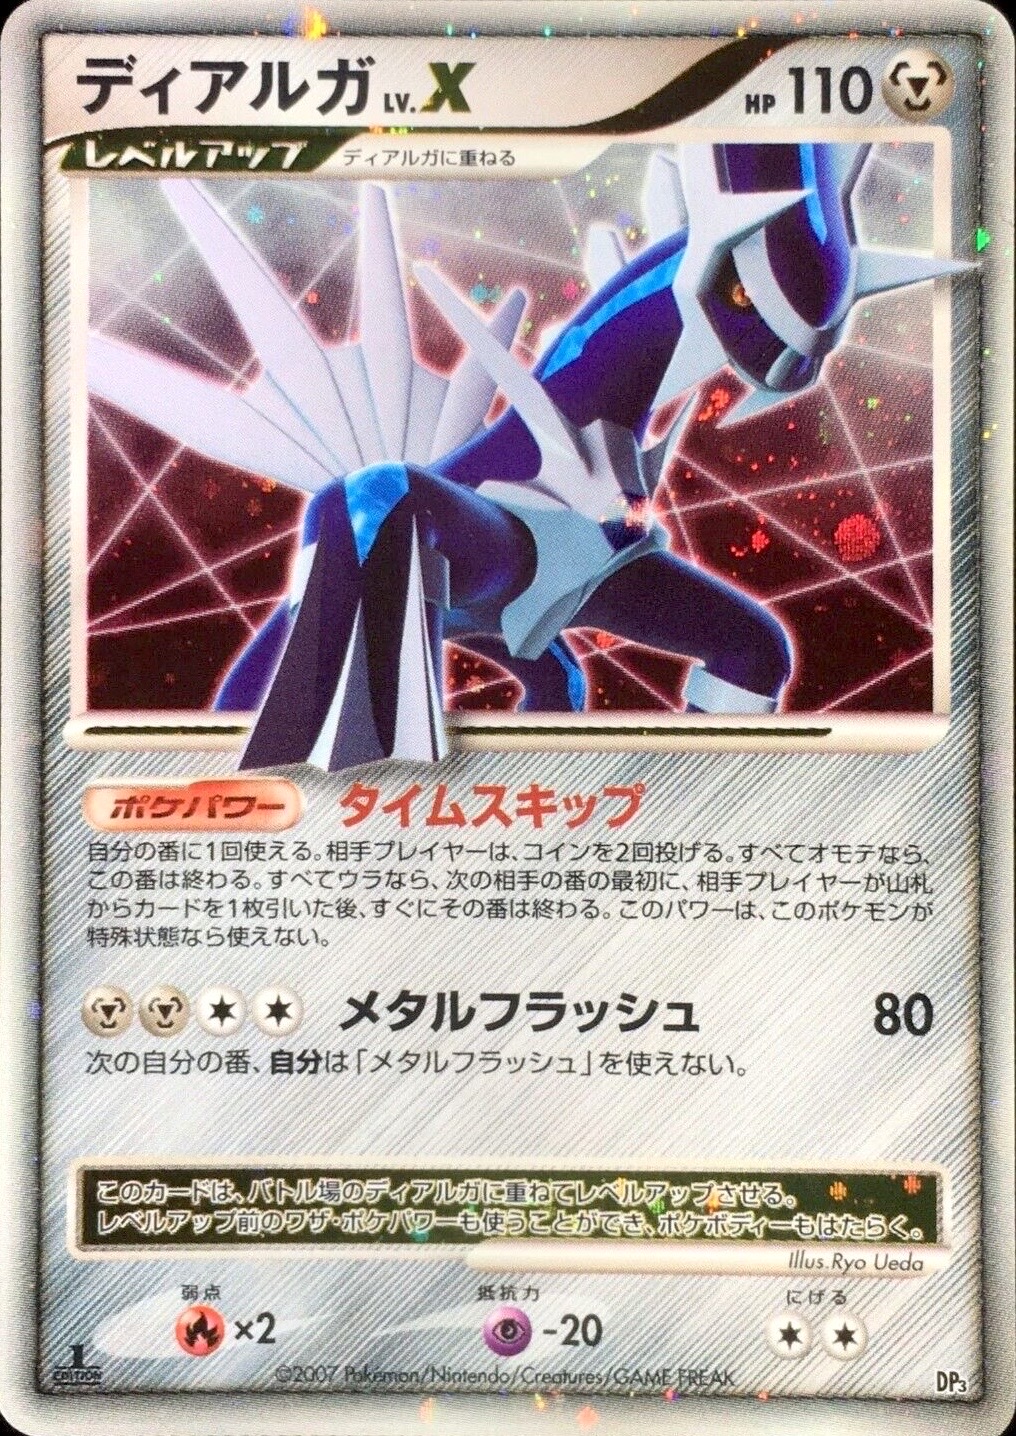 ディアルガ LV.X HP 110
レベルアップ ディアルガに重ねる
ポケパワー タイムスキップ
自分の番に1回使える。相手プレイヤーは、コインを2回投げる。すべてオモテなら、
この番は終わる。すべてウラなら、次の相手の番の最初に、相手プレイヤーが山札
からカードを1枚引いた後、すぐにその番は終わる。このパワーは、このポケモンが
特殊状態なら使えない。
メタルフラッシュ 80
次の自分の番、自分は「メタルフラッシュ」を使えない。
このカードは、バトル場のディアルガに重ねてレベルアップさせる。
レベルアップ前のワザ・ポケパワーも使うことができ、ポケボディーもはたらく。
Illus.Ryo Ueda
弱点 抵抗力 にげる
×2 -20
1 EDITION ©2007 Pokémon/Nintendo/Creatures/GAME FREAK DP3